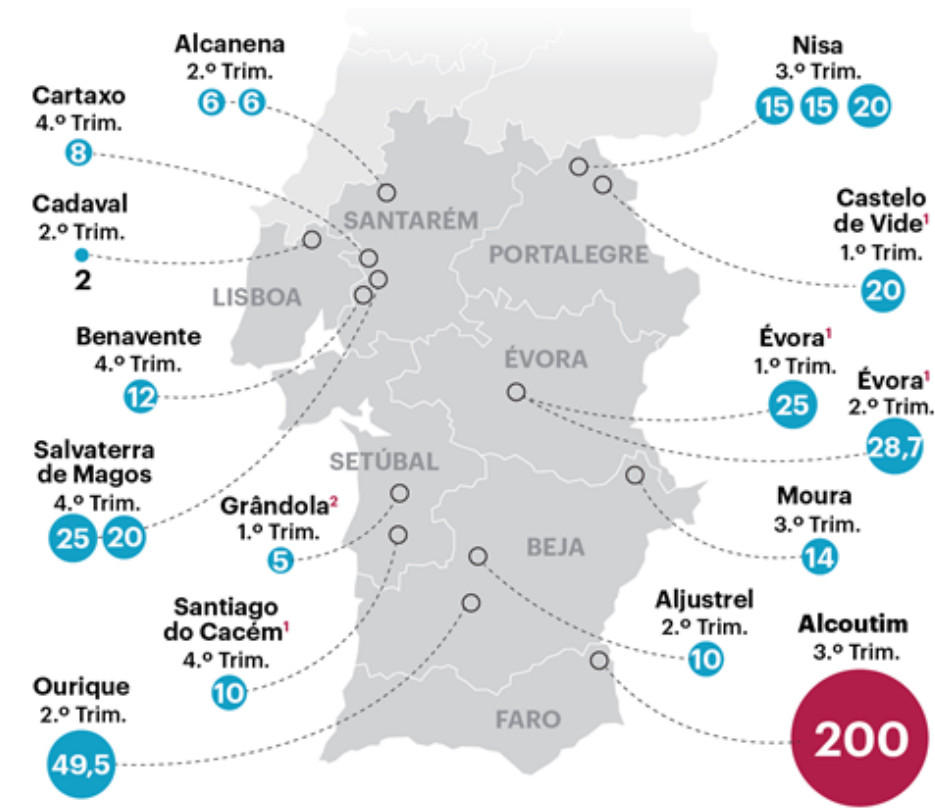 Alcanena
2.º Trim.
6 6
Cartaxo
4.º Trim.
8
Cadaval
2.º Trim.
2
Benavente
4.º Trim.
12
Salvaterra
de Magos
4.º Trim.
25 20
Grândola²
1.º Trim.
5
Santiago
do Cacém¹
4.º Trim.
10
Ourique
2.º Trim.
49,5
SANTARÉM
PORTALEGRE
LISBOA
ÉVORA
SETÚBAL
BEJA
FARO
Nisa
3.º Trim.
15 15 20
Castelo
de Vide¹
1.º Trim.
20
Évora¹
1.º Trim.
25
Évora¹
2.º Trim.
28,7
Moura
3.º Trim.
14
Aljustrel
2.º Trim.
10
Alcoutim
3.º Trim.
200